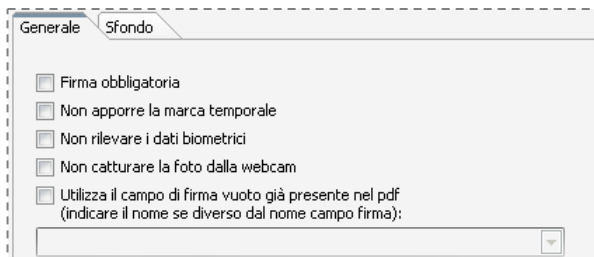 Generale Sfondo
Firma obbligatoria
Non apporre la marca temporale
Non rilevare i dati biometrici
Non catturare la foto dalla webcam
Utilizza il campo di firma vuoto già presente nel pdf
(indicare il nome se diverso dal nome campo firma):